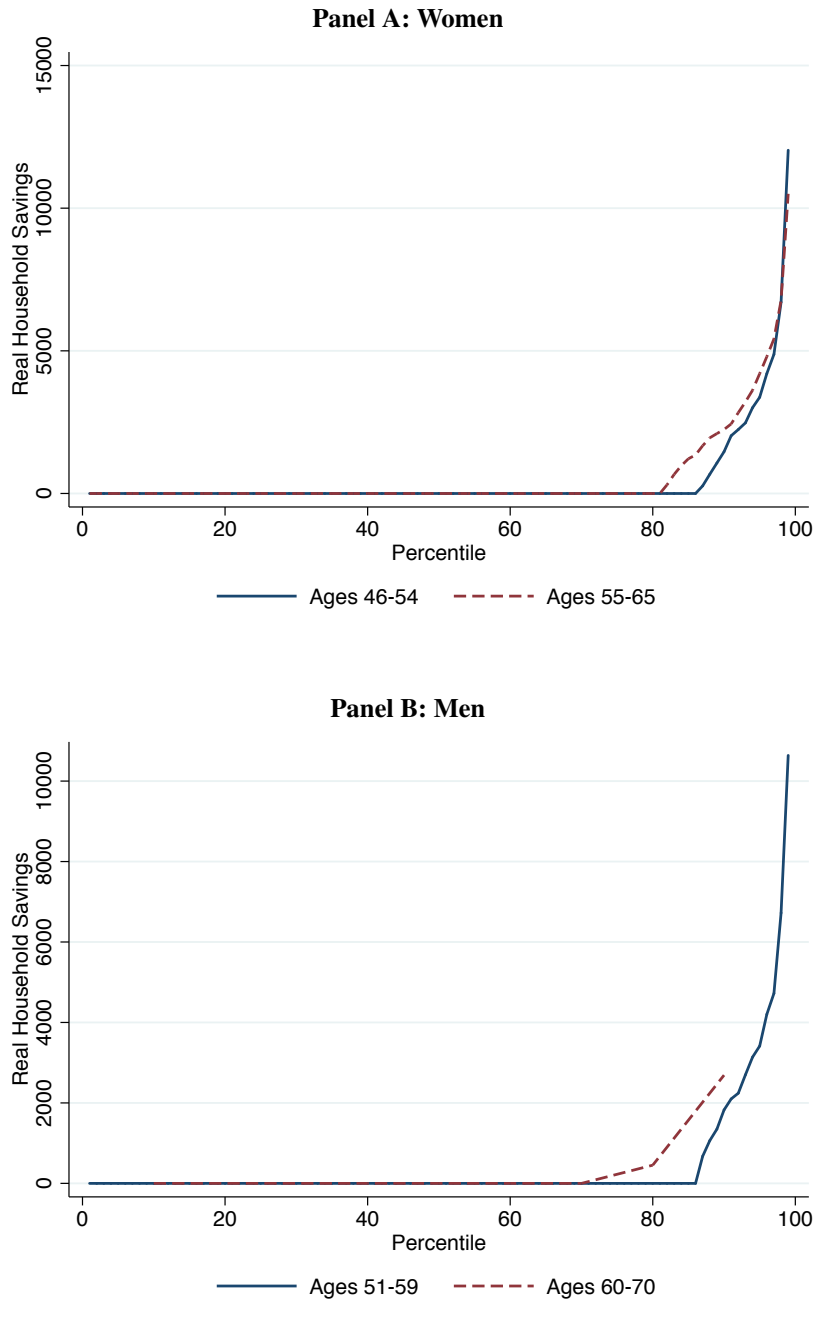 Panel A: Women
15000
10000
5000
0
Real Household Savings
0 20 40 60 80 100
Percentile
Ages 46-54 Ages 55-65
Panel B: Men
10000
8000
6000
4000
2000
0
Real Household Savings
0 20 40 60 80 100
Percentile
Ages 51-59 Ages 60-70